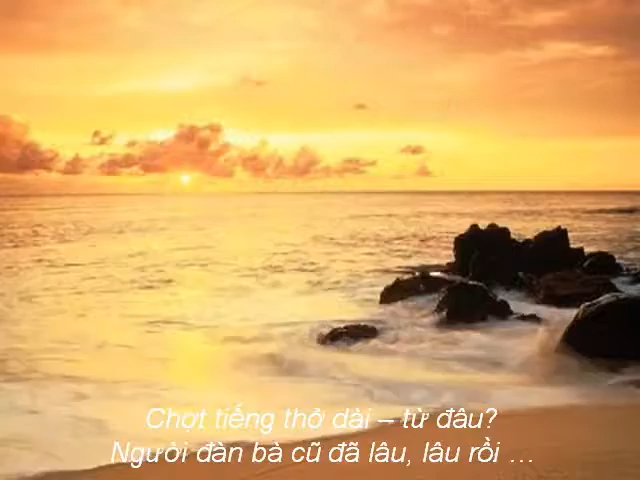 Chợt tiếng thở dài – từ đâu?
Người đàn bà cũ đã lâu, lâu rồi …